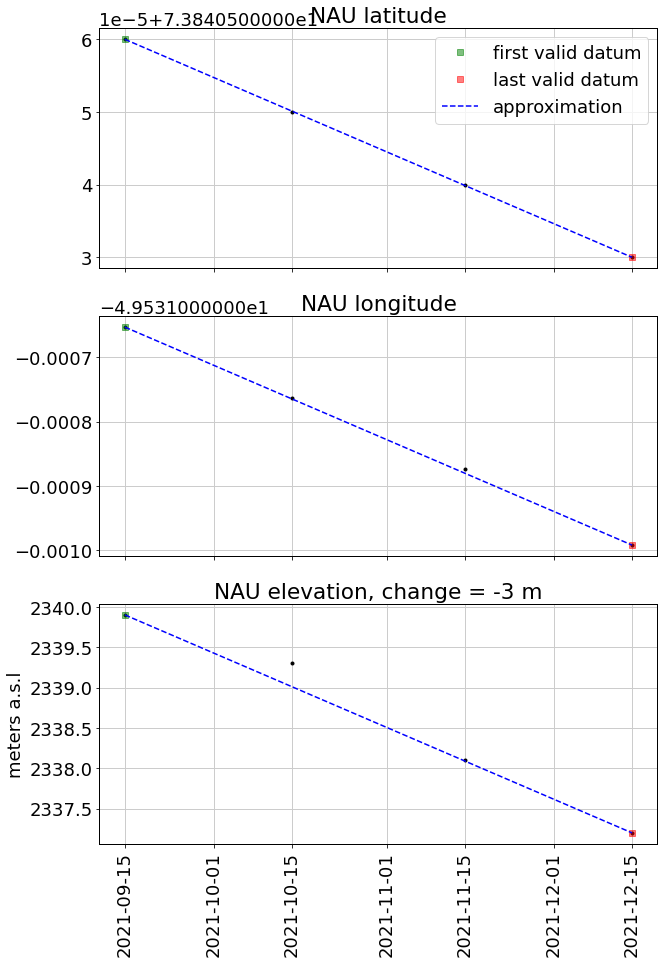 1e−5+7.3840500000e1
NAU latitude
first valid datum
last valid datum
approximation
6
5
4
3
−4.9531000000e1
NAU longitude
−0.0007
−0.0008
−0.0009
−0.0010
NAU elevation, change = -3 m
meters a.s.l
2340.0
2339.5
2339.0
2338.5
2338.0
2337.5
2021-09-15
2021-10-01
2021-10-15
2021-11-01
2021-11-15
2021-12-01
2021-12-15